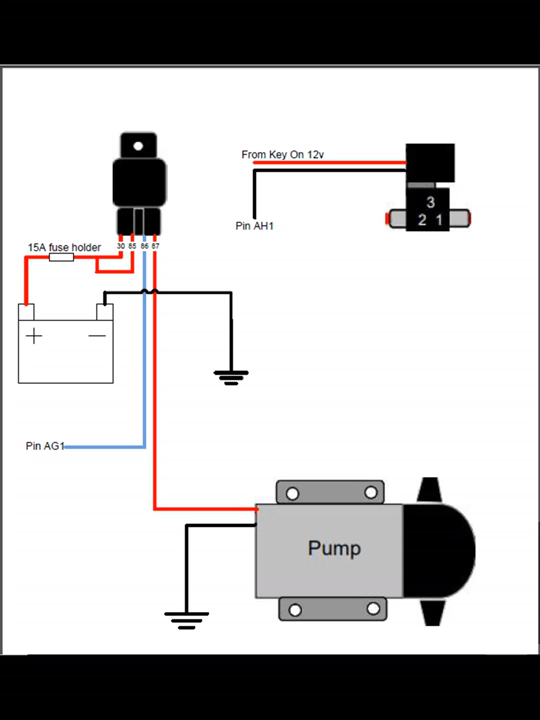 From Key On 12v
3
2 1
Pin AH1
15A fuse holder
30 85 86 87
+ −
Pin AG1
Pump